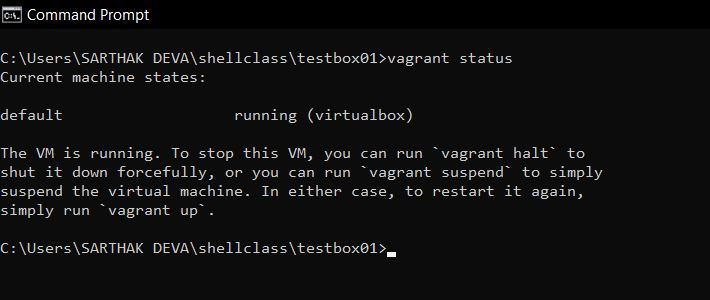 Command Prompt
C:\Users\SARTHAK DEVA\shellclass\testbox01>vagrant status
Current machine states:
default                   running (virtualbox)
The VM is running. To stop this VM, you can run `vagrant halt` to
shut it down forcefully, or you can run `vagrant suspend` to simply
suspend the virtual machine. In either case, to restart it again,
simply run `vagrant up`.
C:\Users\SARTHAK DEVA\shellclass\testbox01>